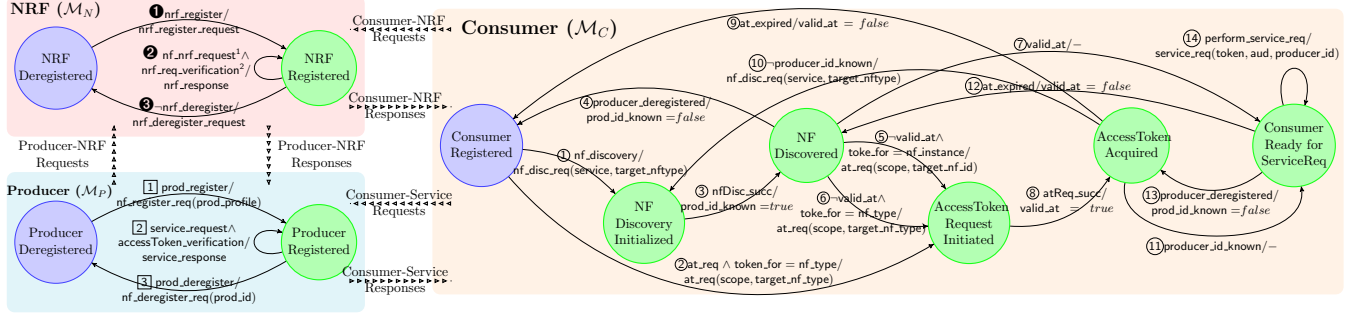 NRF (M_N)
❶nrf_register/
nrf_register_request
NRF
Deregistered
❷ nf_nrf_request¹∧
nrf_req_verification²/
nrf_response
NRF
Registered
❸¬nrf_deregister/
nrf_deregister_request
Producer-NRF
Requests
Producer-NRF
Responses
Producer (M_P)
1 prod_register/
nf_register_req(prod_profile)
Producer
Deregistered
2 service_request∧
accessToken_verification/
service_response
Producer
Registered
3 prod_deregister/
nf_deregister_req(prod_id)
Consumer-NRF
Requests
Consumer-NRF
Responses
Consumer-Service
Requests
Consumer-Service
Responses
Consumer (M_C)
⑨at_expired/valid_at = false
⑦valid_at/−
⑭ perform_service_req/
service_req(token, aud, producer_id)
⑩¬producer_id_known/
nf_disc_req(service, target_nftype)
⑫at_expired/valid_at = false
④producer_deregistered/
prod_id_known =false
Consumer
Registered
NF
Discovered
AccessToken
Acquired
Consumer
Ready for
ServiceReq
① nf_discovery/
nf_disc_req(service, target_nftype)
⑤¬valid_at∧
toke_for = nf_instance/
at_req(scope, target_nf_id)
③ nfDisc_succ/
prod_id_known =true
⑥¬valid_at∧
toke_for = nf_type/
at_req(scope, target_nf_type)
⑧ atReq_succ/
valid_at = true
⑬producer_deregistered/
prod_id_known =false
NF
Discovery
Initialized
AccessToken
Request
Initiated
⑪producer_id_known/−
②at_req ∧ token_for = nf_type/
at_req(scope, target_nf_type)